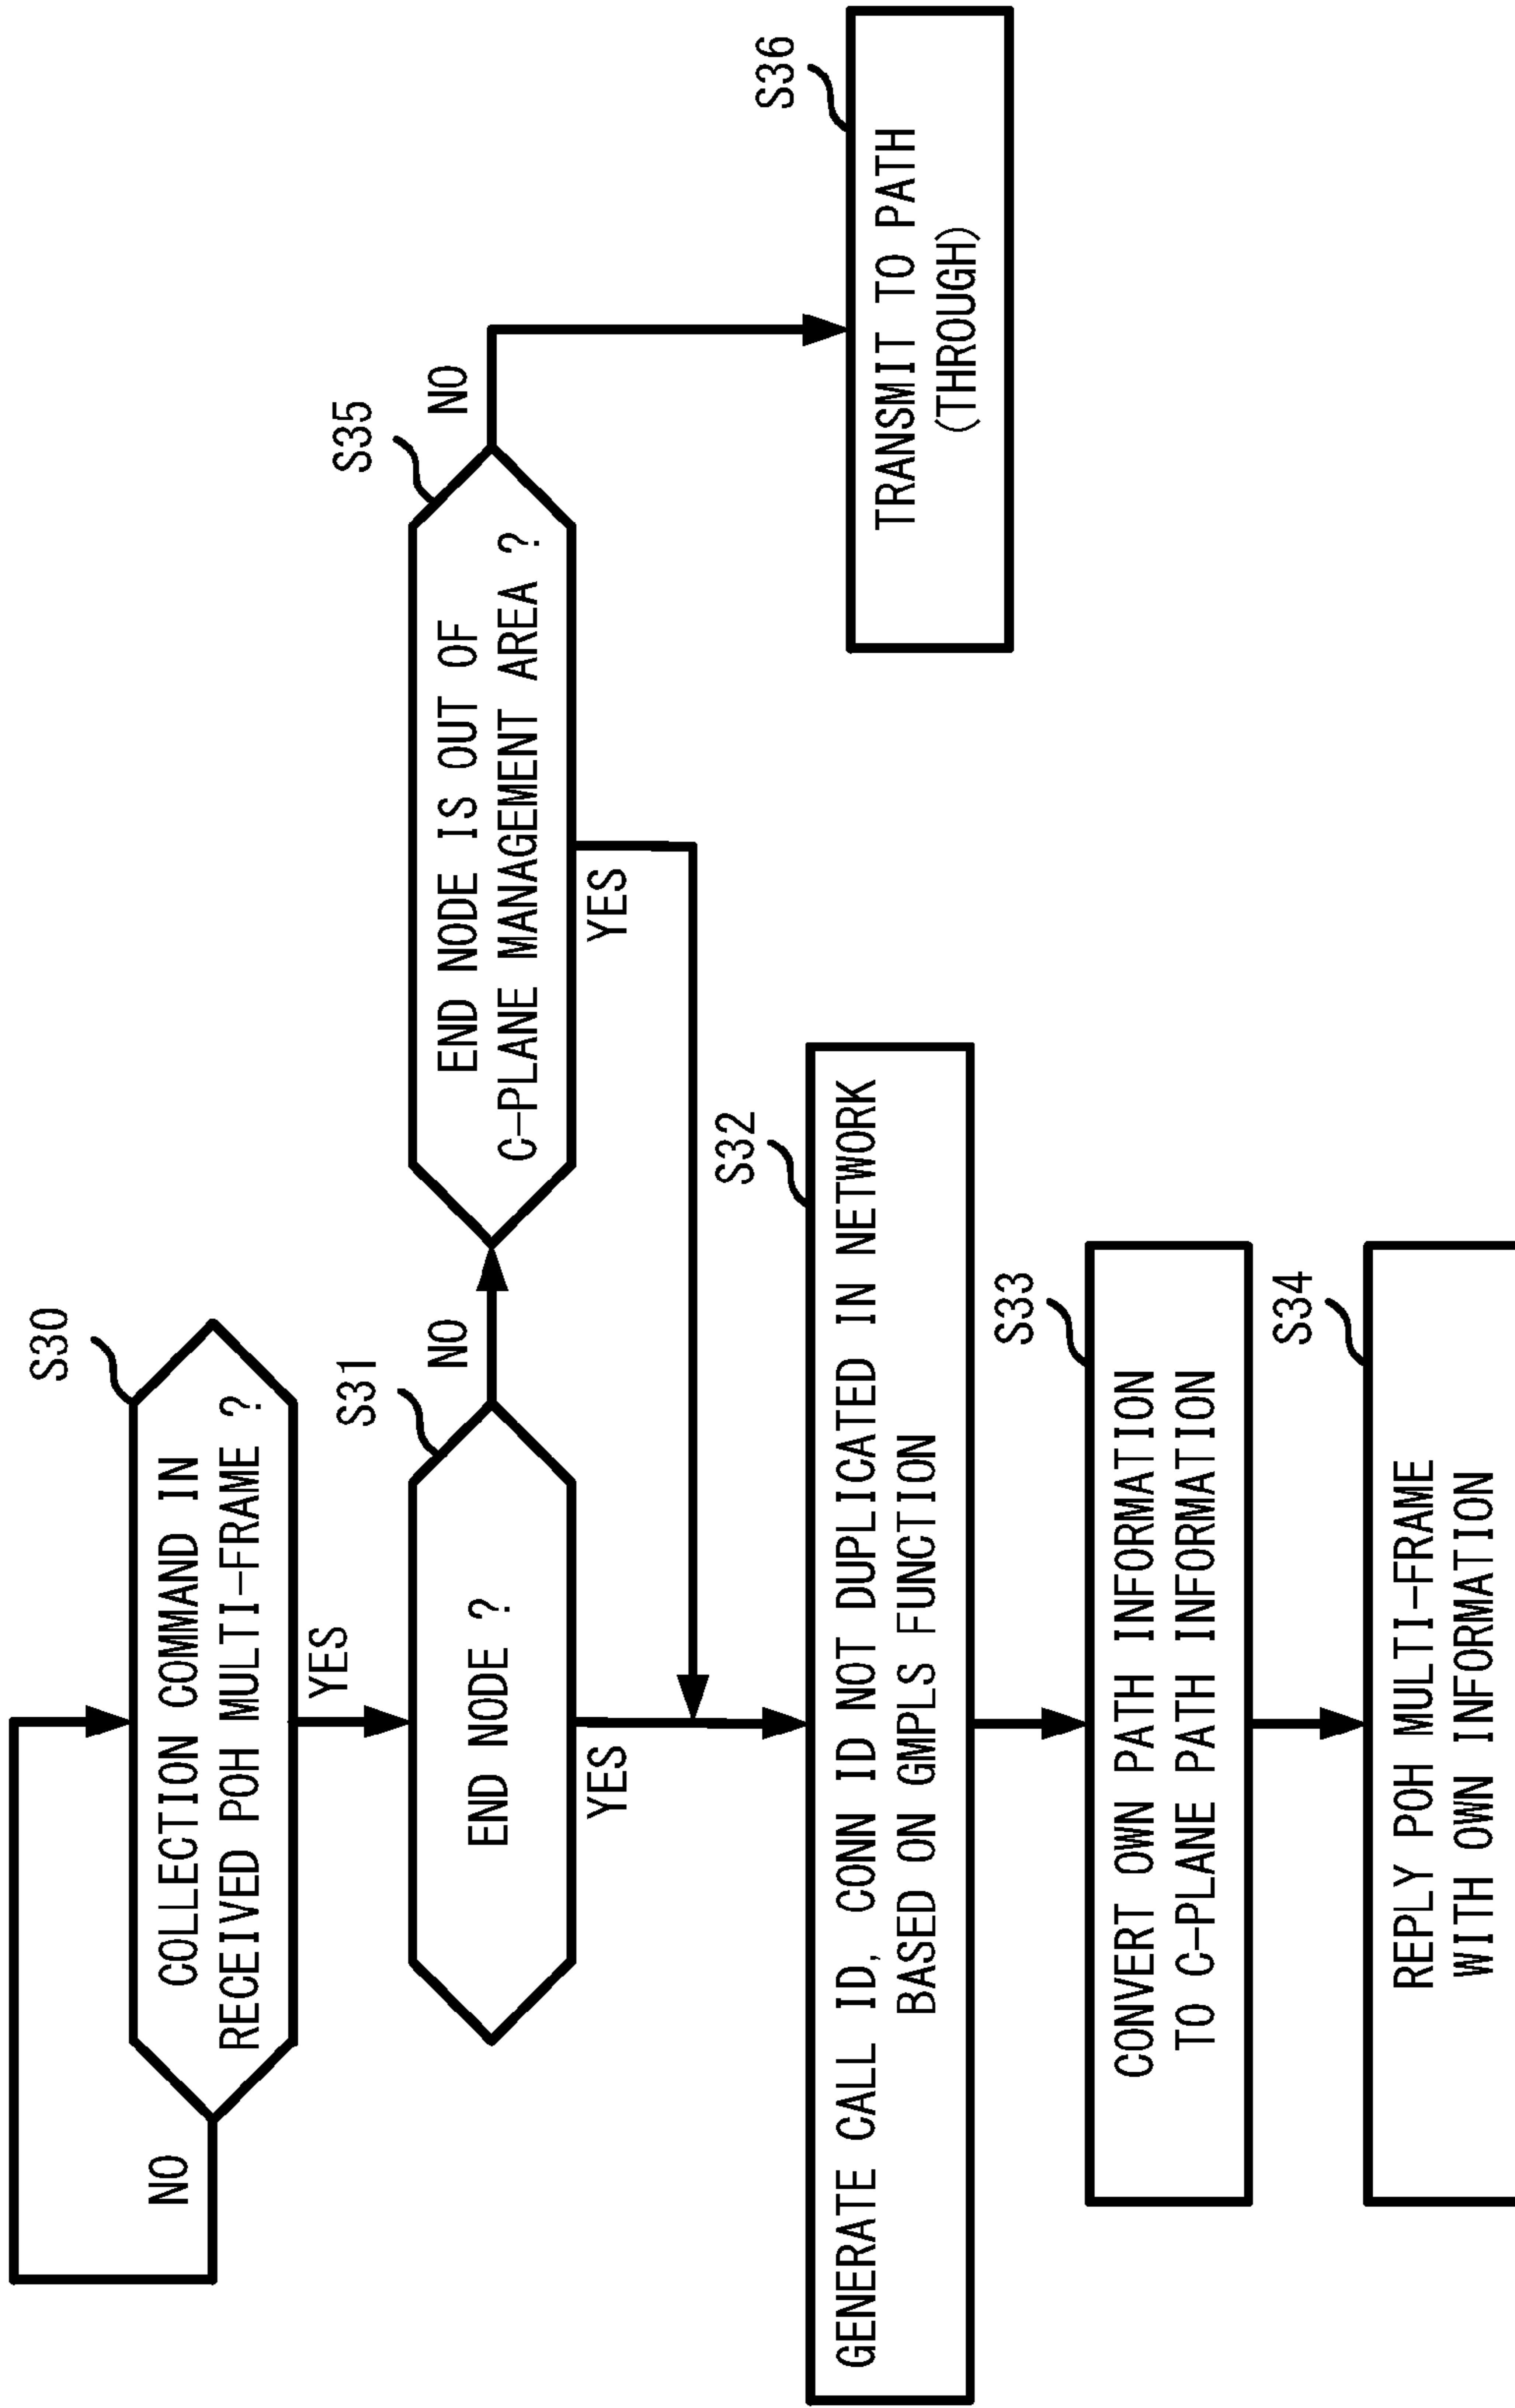 S30
COLLECTION COMMAND IN
RECEIVED POH MULTI-FRAME ?
NO
YES
S31
END NODE ?
NO
YES
S35
END NODE IS OUT OF
C-PLANE MANAGEMENT AREA ?
NO
YES
S36
TRANSMIT TO PATH
(THROUGH)
S32
GENERATE CALL ID, CONN ID NOT DUPLICATED IN NETWORK
BASED ON GMPLS FUNCTION
S33
CONVERT OWN PATH INFORMATION
TO C-PLANE PATH INFORMATION
S34
REPLY POH MULTI-FRAME
WITH OWN INFORMATION